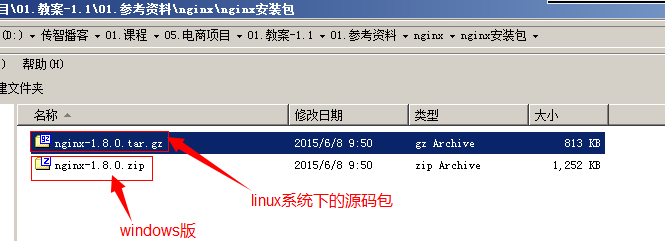 目\01.教案-1.1\01.参考资料\nginx\nginx安装包
(D:) 传智播客 01.课程 05.电商项目 01.教案-1.1 01.参考资料 nginx nginx安装包
) 帮助(H)
建文件夹
名称 修改日期 类型 大小
nginx-1.8.0.tar.gz 2015/6/8 9:50 gz Archive 813 KB
nginx-1.8.0.zip 2015/6/8 9:50 zip Archive 1,252 KB
linux系统下的源码包
windows版